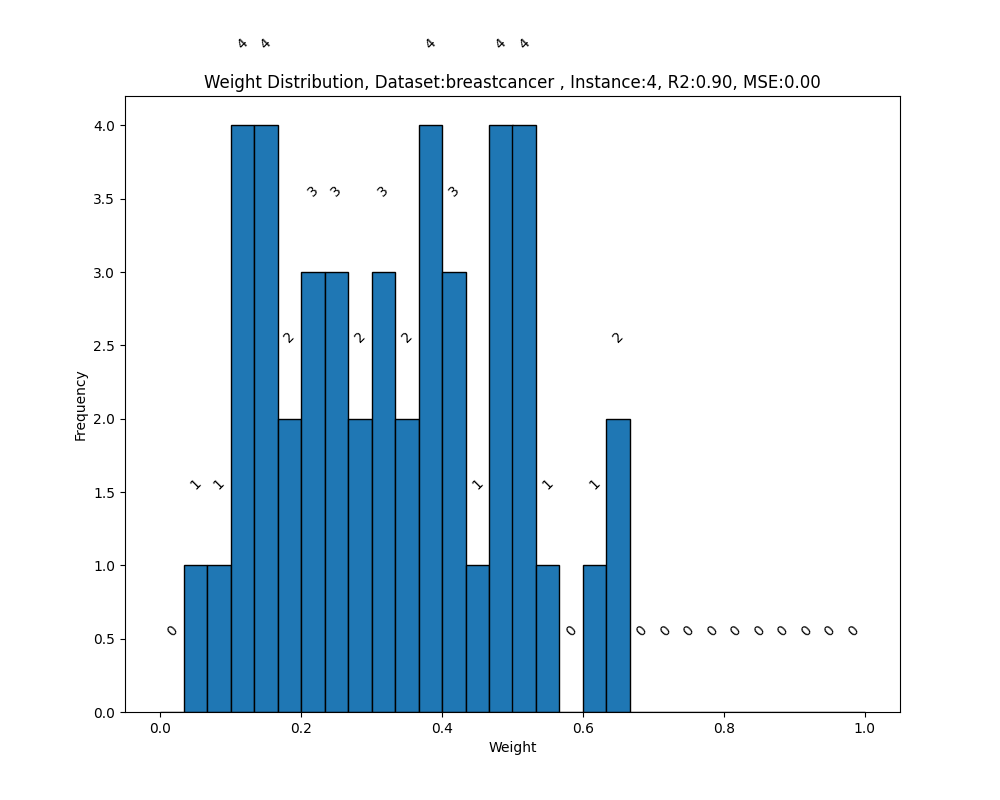 4 4 4 4 4
Weight Distribution, Dataset:breastcancer , Instance:4, R2:0.90, MSE:0.00
4.0
3.5
3.0
2.5
2.0
1.5
1.0
0.5
0.0
Frequency
3 3 3 3
2 2 2 2
1 1 1 1 1
0 0 0 0 0 0 0 0 0 0 0 0
0.0 0.2 0.4 0.6 0.8 1.0
Weight